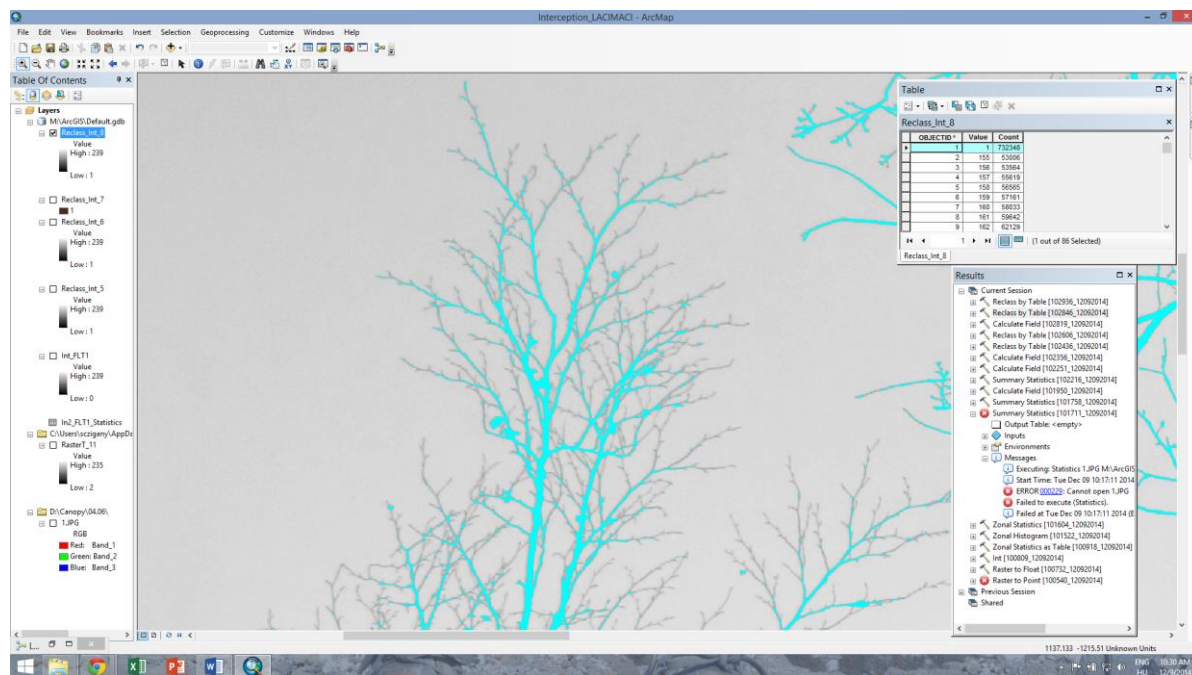 Interception_LACIMACI - ArcMap
File Edit View Bookmarks Insert Selection Geoprocessing Customize Windows Help
Table Of Contents
Layers
M:\ArcGIS\Default.gdb
Reclass_Int_8
Value
High : 239
Low : 1
Reclass_Int_7
1
Reclass_Int_6
Value
High : 239
Low : 1
Reclass_Int_5
Value
High : 239
Low : 1
Int_FLT1
Value
High : 239
Low : 0
In2_FLT1_Statistics
C:\Users\sczigany\AppDa
RasterT_11
Value
High : 235
Low : 2
D:\Canopy\04.06\
1.JPG
RGB
Red: Band_1
Green: Band_2
Blue: Band_3
L...
Table
Reclass_Int_8
OBJECTID * Value Count
1 1 732348
2 155 53006
3 156 53564
4 157 55619
5 158 56565
6 159 57161
7 160 58033
8 161 59642
9 162 62129
1 (1 out of 86 Selected)
Reclass_Int_8
Results
Current Session
Reclass by Table [102936_12092014]
Reclass by Table [102846_12092014]
Calculate Field [102819_12092014]
Reclass by Table [102606_12092014]
Reclass by Table [102436_12092014]
Calculate Field [102356_12092014]
Calculate Field [102251_12092014]
Summary Statistics [102216_12092014]
Calculate Field [101950_12092014]
Summary Statistics [101758_12092014]
Summary Statistics [101711_12092014]
Output Table: <empty>
Inputs
Environments
Messages
Executing: Statistics 1.JPG M:\ArcGIS
Start Time: Tue Dec 09 10:17:11 2014
ERROR 000229: Cannot open 1.JPG
Failed to execute (Statistics).
Failed at Tue Dec 09 10:17:11 2014 (E
Zonal Statistics [101604_12092014]
Zonal Histogram [101522_12092014]
Zonal Statistics as Table [100918_12092014]
Int [100809_12092014]
Raster to Float [100732_12092014]
Raster to Point [100540_12092014]
Previous Session
Shared
1137.133 -1215.51 Unknown Units
ENG 10:30 AM
HU